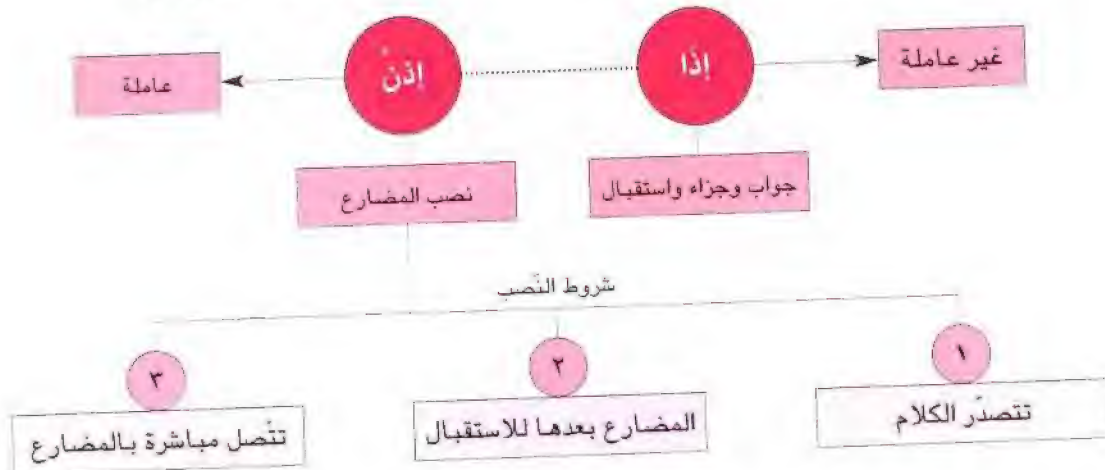 غير عاملة
إذَا
إذنْ
عاملة
جواب وجزاء واستقبال
نصب المضارع
شروط النّصب
١
٢
٣
تتصدّر الكلام
المضارع بعدها للاستقبال
تتّصل مباشرة بالمضارع